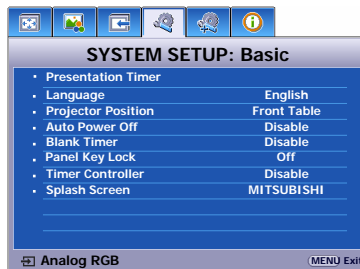 SYSTEM SETUP: Basic
• Presentation Timer
• Language English
• Projector Position Front Table
• Auto Power Off Disable
• Blank Timer Disable
• Panel Key Lock Off
• Timer Controller Disable
• Splash Screen MITSUBISHI
Analog RGB MENU Exit